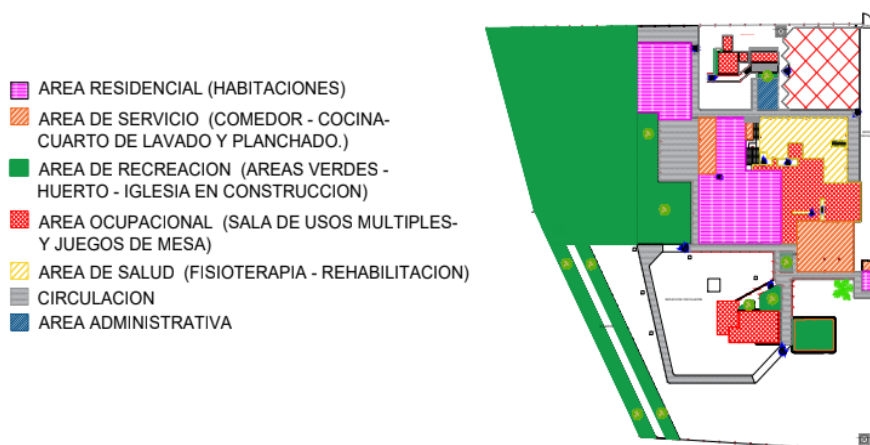 AREA RESIDENCIAL (HABITACIONES)
AREA DE SERVICIO (COMEDOR - COCINA-
CUARTO DE LAVADO Y PLANCHADO.)
AREA DE RECREACION (AREAS VERDES -
HUERTO - IGLESIA EN CONSTRUCCION)
AREA OCUPACIONAL (SALA DE USOS MULTIPLES-
Y JUEGOS DE MESA)
AREA DE SALUD (FISIOTERAPIA - REHABILITACION)
CIRCULACION
AREA ADMINISTRATIVA